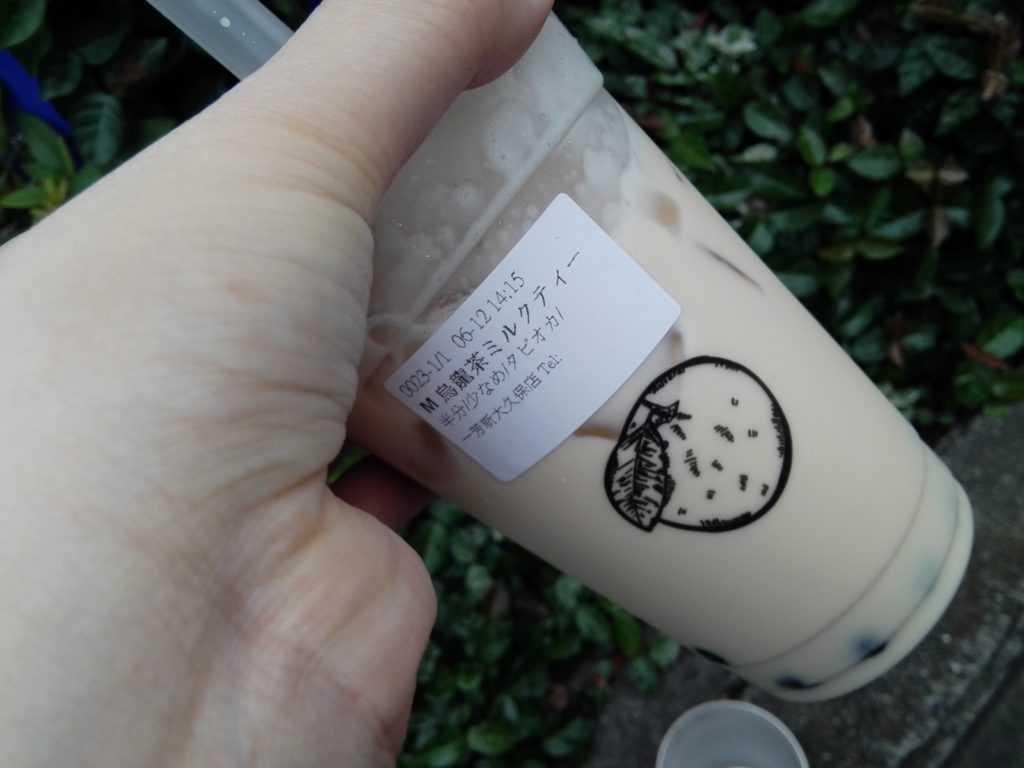 0023-1/1 06-12 14:15
M 烏龍茶ミルクティー
半分/少なめ/タピオカ/
一芳新大久保店 Tel: